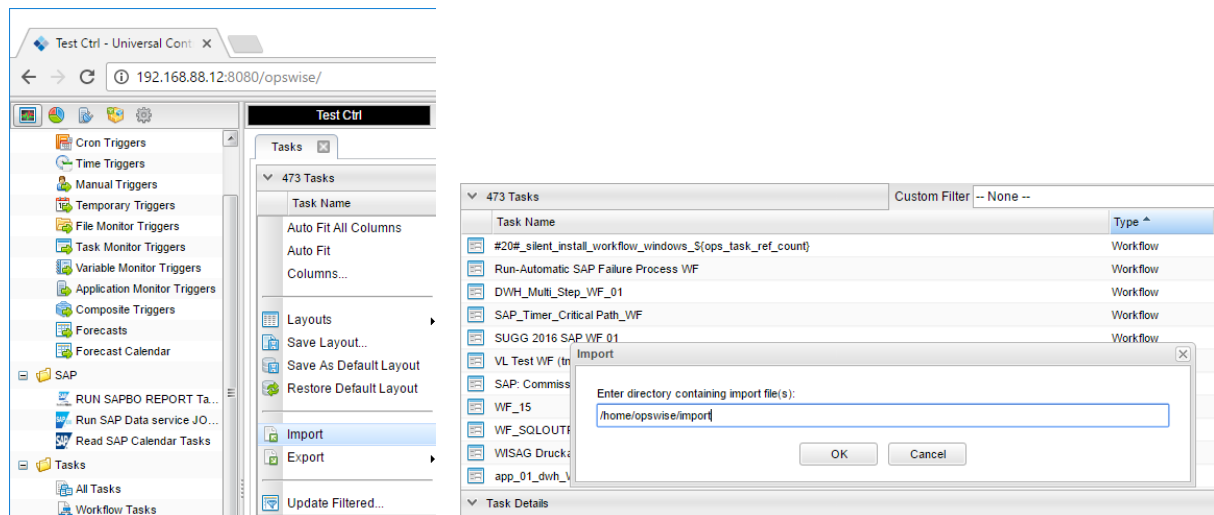 Test Ctrl - Universal Cont
192.168.88.12:8080/opswise/
Cron Triggers
Time Triggers
Manual Triggers
Temporary Triggers
File Monitor Triggers
Task Monitor Triggers
Variable Monitor Triggers
Application Monitor Triggers
Composite Triggers
Forecasts
Forecast Calendar
SAP
RUN SAPBO REPORT Ta...
Run SAP Data service JO...
Read SAP Calendar Tasks
Tasks
All Tasks
Workflow Tasks
Test Ctrl
Tasks
473 Tasks
Task Name
Auto Fit All Columns
Auto Fit
Columns...
Layouts
Save Layout...
Save As Default Layout
Restore Default Layout
Import
Export
Update Filtered...
473 Tasks
Custom Filter -- None --
Task Name Type
#20#_silent_install_workflow_windows_${ops_task_ref_count} Workflow
Run-Automatic SAP Failure Process WF Workflow
DWH_Multi_Step_WF_01 Workflow
SAP_Timer_Critical Path_WF Workflow
SUGG 2016 SAP WF 01 Workflow
VL Test WF (
SAP: Commiss
WF_15
WF_SQLOUTF
WISAG Drucka
app_01_dwh_
Import
Enter directory containing import file(s):
/home/opswise/import
OK Cancel
Task Details